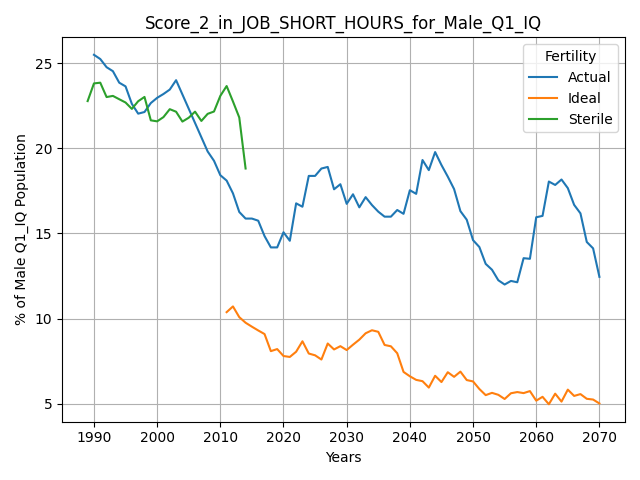 Score_2_in_JOB_SHORT_HOURS_for_Male_Q1_IQ
Fertility
Actual
Ideal
Sterile
% of Male Q1_IQ Population
25
20
15
10
5
1990 2000 2010 2020 2030 2040 2050 2060 2070
Years